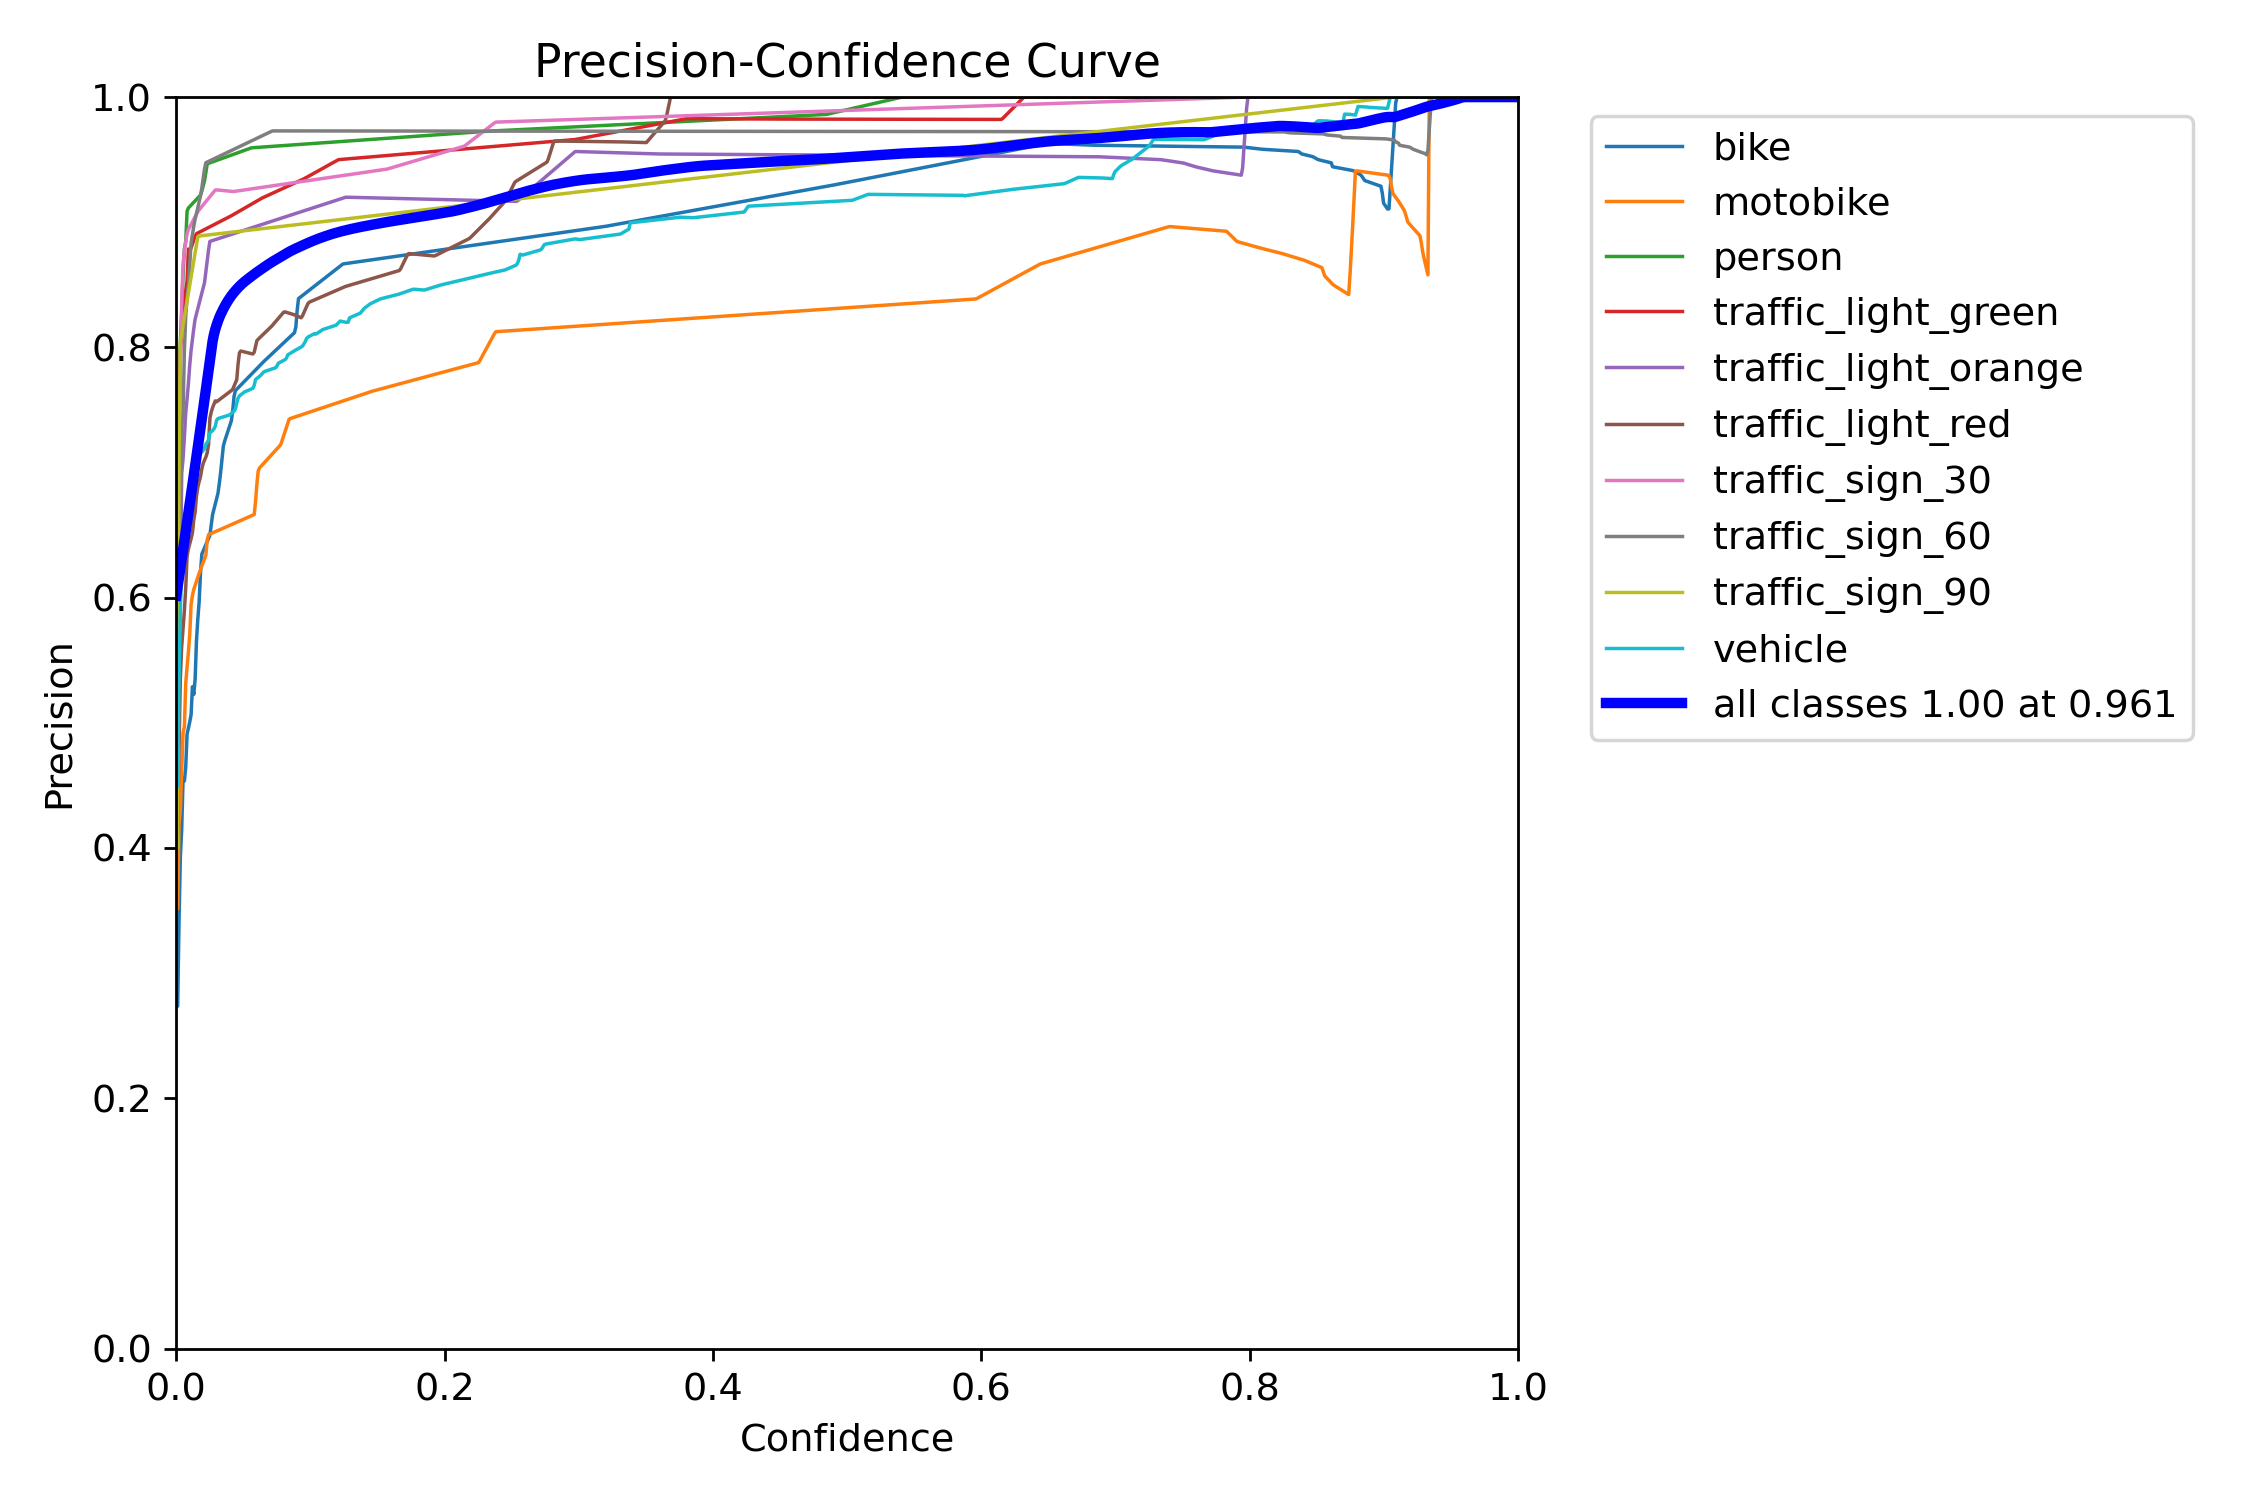 Precision-Confidence Curve
1.0
0.8
0.6
0.4
0.2
0.0
Precision
0.0 0.2 0.4 0.6 0.8 1.0
Confidence
bike
motobike
person
traffic_light_green
traffic_light_orange
traffic_light_red
traffic_sign_30
traffic_sign_60
traffic_sign_90
vehicle
all classes 1.00 at 0.961